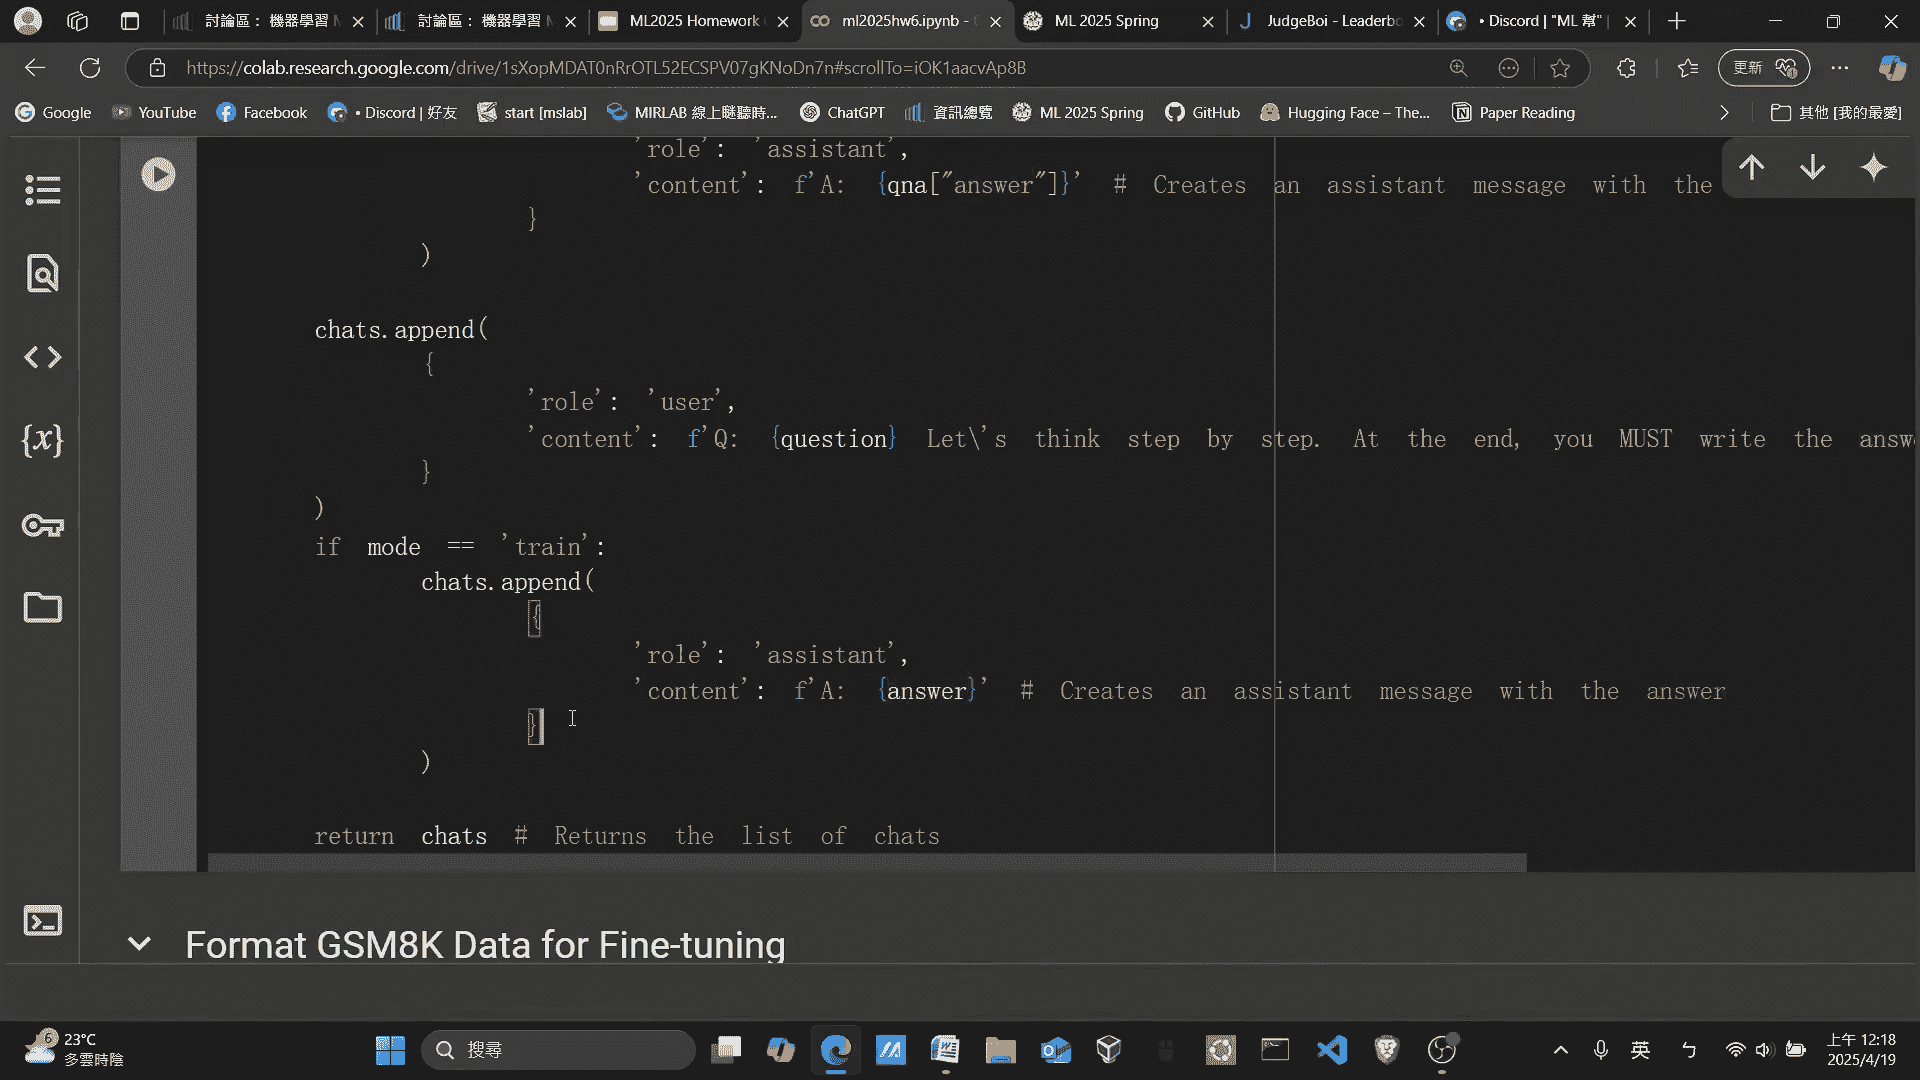 討論區： 機器學習 M
討論區： 機器學習 M
ML2025 Homework
ml2025hw6.ipynb -
ML 2025 Spring
JudgeBoi - Leaderbo
• Discord | "ML 幫" |
https://colab.research.google.com/drive/1sXopMDAT0nRrOTL52ECSPV07gKNoDn7n#scrollTo=iOK1aacvAp8B
更新
Google
YouTube
Facebook
• Discord | 好友
start [mslab]
MIRLAB 線上瞇聽時...
ChatGPT
資訊總覽
ML 2025 Spring
GitHub
Hugging Face – The...
Paper Reading
其他 [我的最愛]
'role': 'assistant',
'content': f'A: {qna["answer"]}' # Creates an assistant message with the
}
)
chats.append(
{
'role': 'user',
'content': f'Q: {question} Let\'s think step by step. At the end, you MUST write the answ
}
)
if mode == 'train':
chats.append(
{
'role': 'assistant',
'content': f'A: {answer}' # Creates an assistant message with the answer
}
)
return chats # Returns the list of chats
Format GSM8K Data for Fine-tuning
6
23°C
多雲時陰
搜尋
英
ㄅ
上午 12:18
2025/4/19